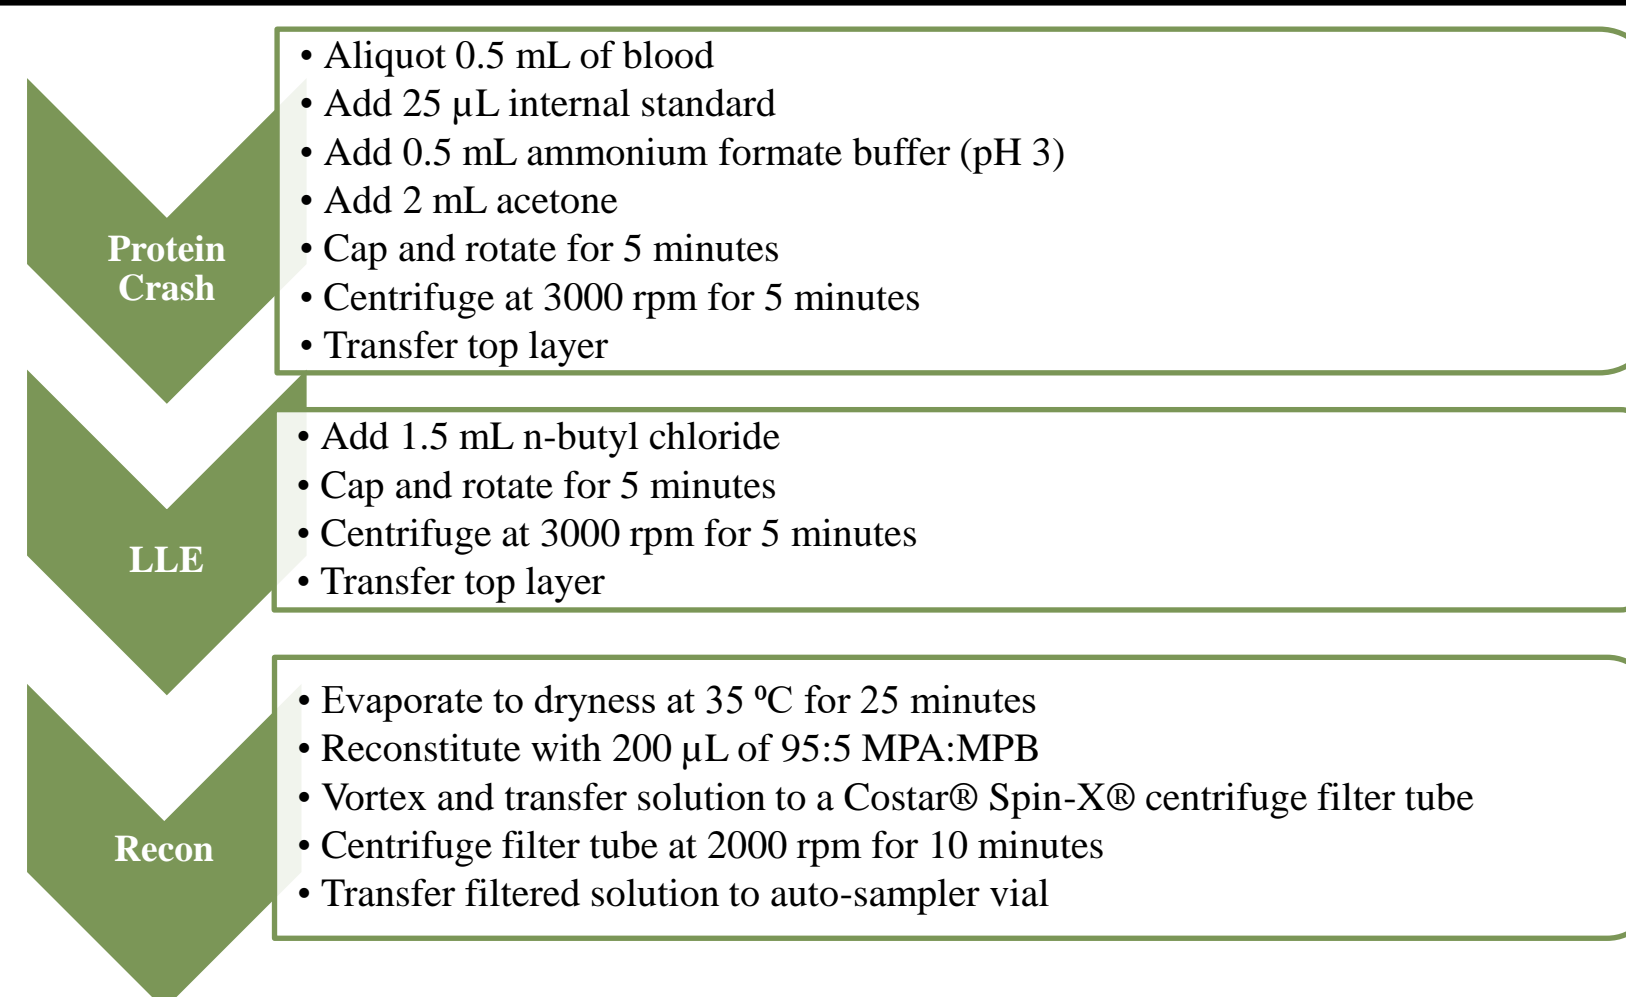 Protein
Crash
• Aliquot 0.5 mL of blood
• Add 25 µL internal standard
• Add 0.5 mL ammonium formate buffer (pH 3)
• Add 2 mL acetone
• Cap and rotate for 5 minutes
• Centrifuge at 3000 rpm for 5 minutes
• Transfer top layer
LLE
• Add 1.5 mL n-butyl chloride
• Cap and rotate for 5 minutes
• Centrifuge at 3000 rpm for 5 minutes
• Transfer top layer
Recon
• Evaporate to dryness at 35 ⁰C for 25 minutes
• Reconstitute with 200 µL of 95:5 MPA:MPB
• Vortex and transfer solution to a Costar® Spin-X® centrifuge filter tube
• Centrifuge filter tube at 2000 rpm for 10 minutes
• Transfer filtered solution to auto-sampler vial